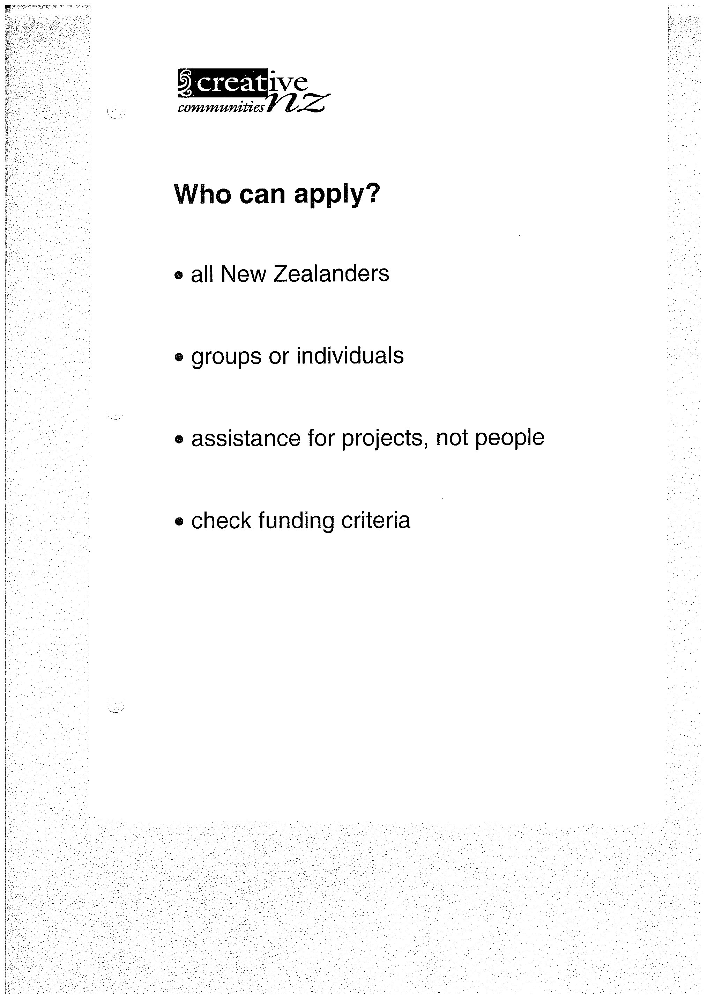 creative
communities nz
Who can apply?
• all New Zealanders
• groups or individuals
• assistance for projects, not people
• check funding criteria